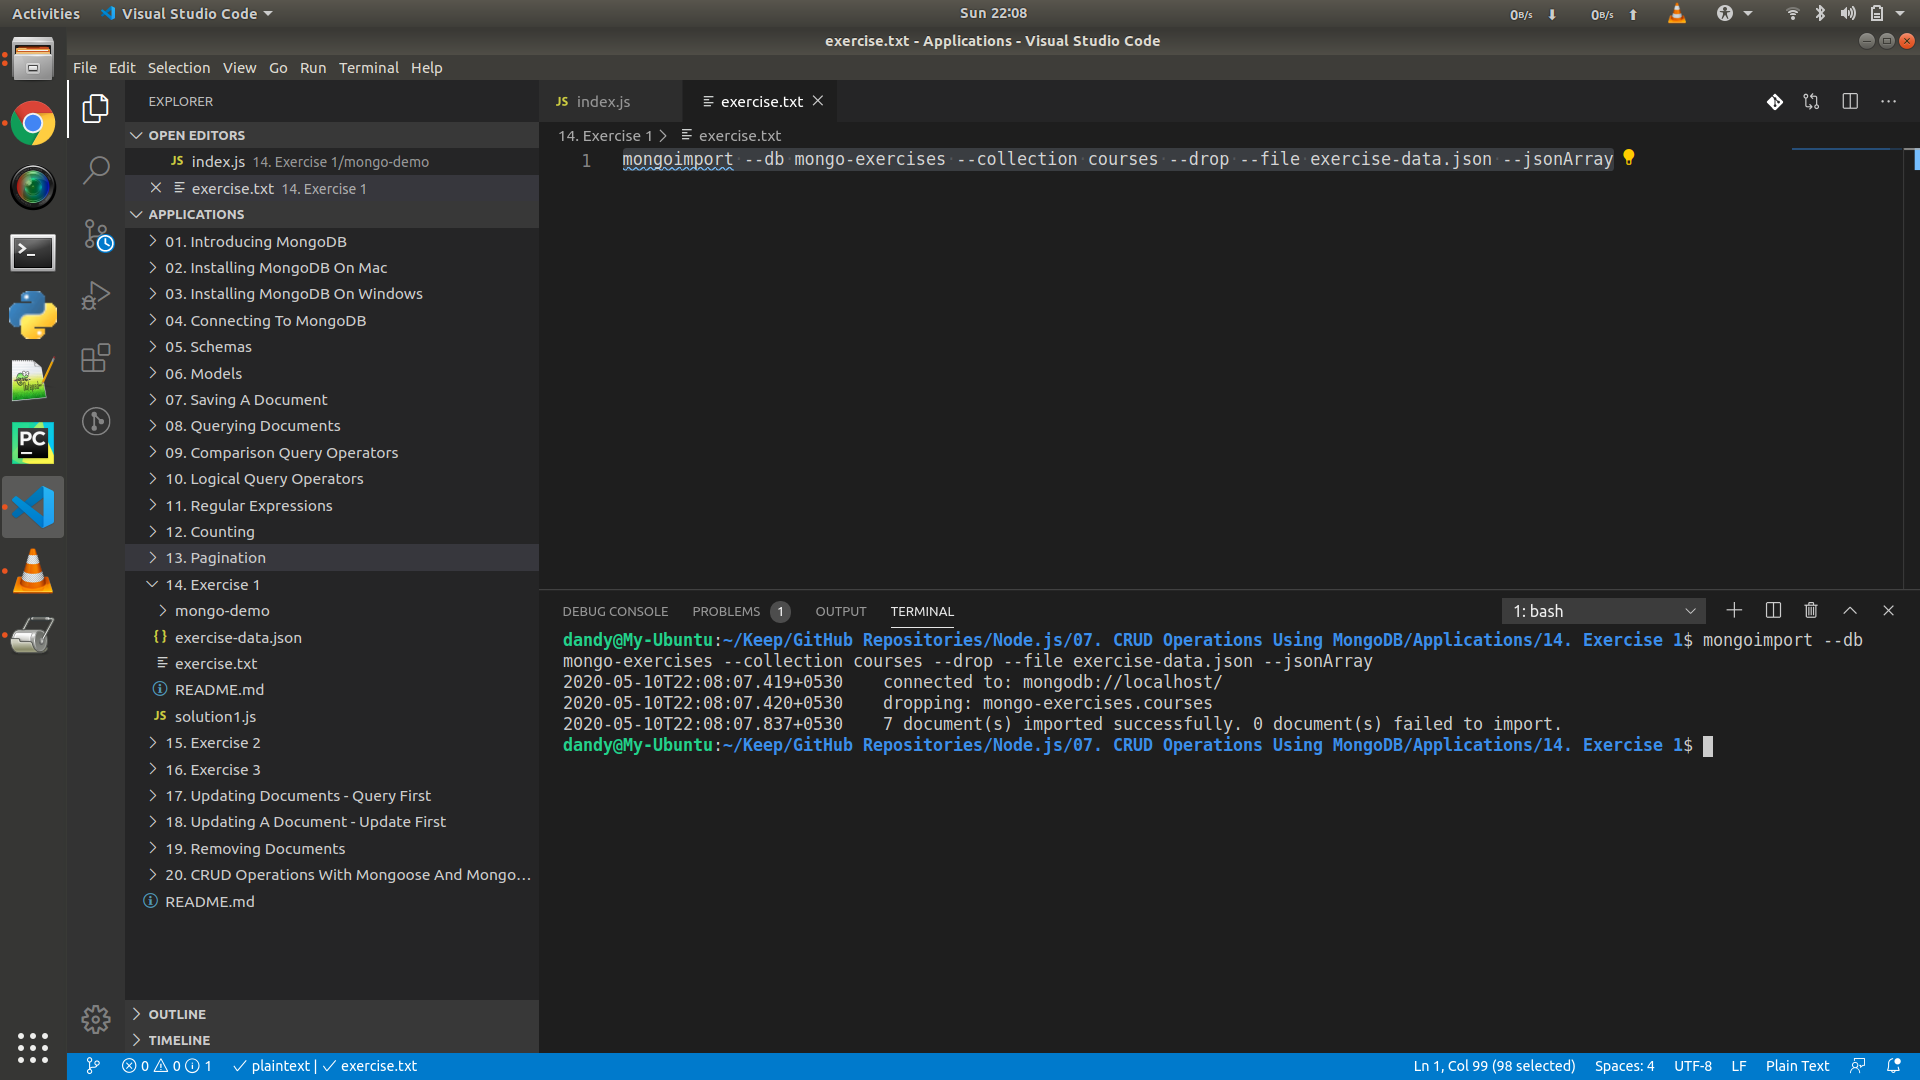 Activities
Visual Studio Code
Sun 22:08
0B/s
0B/s
exercise.txt - Applications - Visual Studio Code
File Edit Selection View Go Run Terminal Help
EXPLORER
OPEN EDITORS
JS index.js 14. Exercise 1/mongo-demo
exercise.txt 14. Exercise 1
APPLICATIONS
01. Introducing MongoDB
02. Installing MongoDB On Mac
03. Installing MongoDB On Windows
04. Connecting To MongoDB
05. Schemas
06. Models
07. Saving A Document
08. Querying Documents
09. Comparison Query Operators
10. Logical Query Operators
11. Regular Expressions
12. Counting
13. Pagination
14. Exercise 1
mongo-demo
{} exercise-data.json
exercise.txt
README.md
JS solution1.js
15. Exercise 2
16. Exercise 3
17. Updating Documents - Query First
18. Updating A Document - Update First
19. Removing Documents
20. CRUD Operations With Mongoose And Mongo...
README.md
OUTLINE
TIMELINE
JS index.js
exercise.txt
14. Exercise 1 > exercise.txt
1 mongoimport --db mongo-exercises --collection courses --drop --file exercise-data.json --jsonArray
DEBUG CONSOLE PROBLEMS 1 OUTPUT TERMINAL
1: bash
dandy@My-Ubuntu:~/Keep/GitHub Repositories/Node.js/07. CRUD Operations Using MongoDB/Applications/14. Exercise 1$ mongoimport --db
mongo-exercises --collection courses --drop --file exercise-data.json --jsonArray
2020-05-10T22:08:07.419+0530 connected to: mongodb://localhost/
2020-05-10T22:08:07.420+0530 dropping: mongo-exercises.courses
2020-05-10T22:08:07.837+0530 7 document(s) imported successfully. 0 document(s) failed to import.
dandy@My-Ubuntu:~/Keep/GitHub Repositories/Node.js/07. CRUD Operations Using MongoDB/Applications/14. Exercise 1$
PC
0 0 1 plaintext | exercise.txt
Ln 1, Col 99 (98 selected) Spaces: 4 UTF-8 LF Plain Text